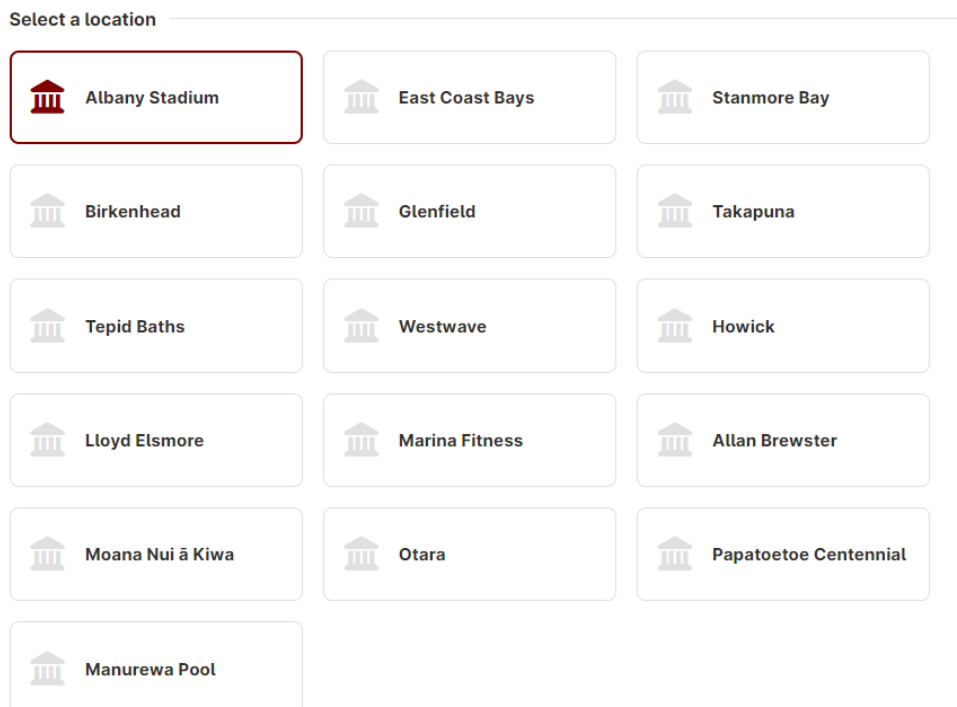 Select a location
Albany Stadium
East Coast Bays
Stanmore Bay
Birkenhead
Glenfield
Takapuna
Tepid Baths
Westwave
Howick
Lloyd Elsmore
Marina Fitness
Allan Brewster
Moana Nui ā Kiwa
Otara
Papatoetoe Centennial
Manurewa Pool